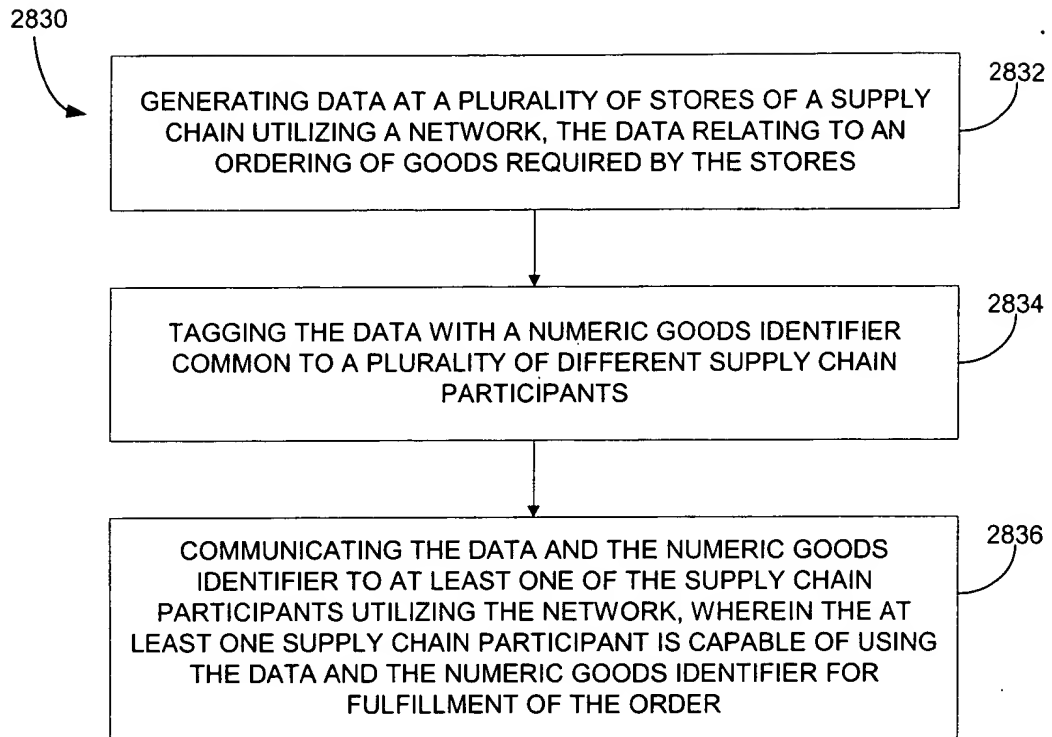 2830
2832
GENERATING DATA AT A PLURALITY OF STORES OF A SUPPLY
CHAIN UTILIZING A NETWORK, THE DATA RELATING TO AN
ORDERING OF GOODS REQUIRED BY THE STORES
2834
TAGGING THE DATA WITH A NUMERIC GOODS IDENTIFIER
COMMON TO A PLURALITY OF DIFFERENT SUPPLY CHAIN
PARTICIPANTS
2836
COMMUNICATING THE DATA AND THE NUMERIC GOODS
IDENTIFIER TO AT LEAST ONE OF THE SUPPLY CHAIN
PARTICIPANTS UTILIZING THE NETWORK, WHEREIN THE AT
LEAST ONE SUPPLY CHAIN PARTICIPANT IS CAPABLE OF USING
THE DATA AND THE NUMERIC GOODS IDENTIFIER FOR
FULFILLMENT OF THE ORDER